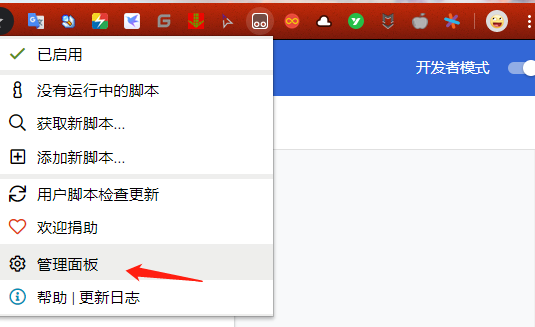 已启用
开发者模式
没有运行中的脚本
获取新脚本...
添加新脚本...
用户脚本检查更新
欢迎捐助
管理面板
帮助 | 更新日志